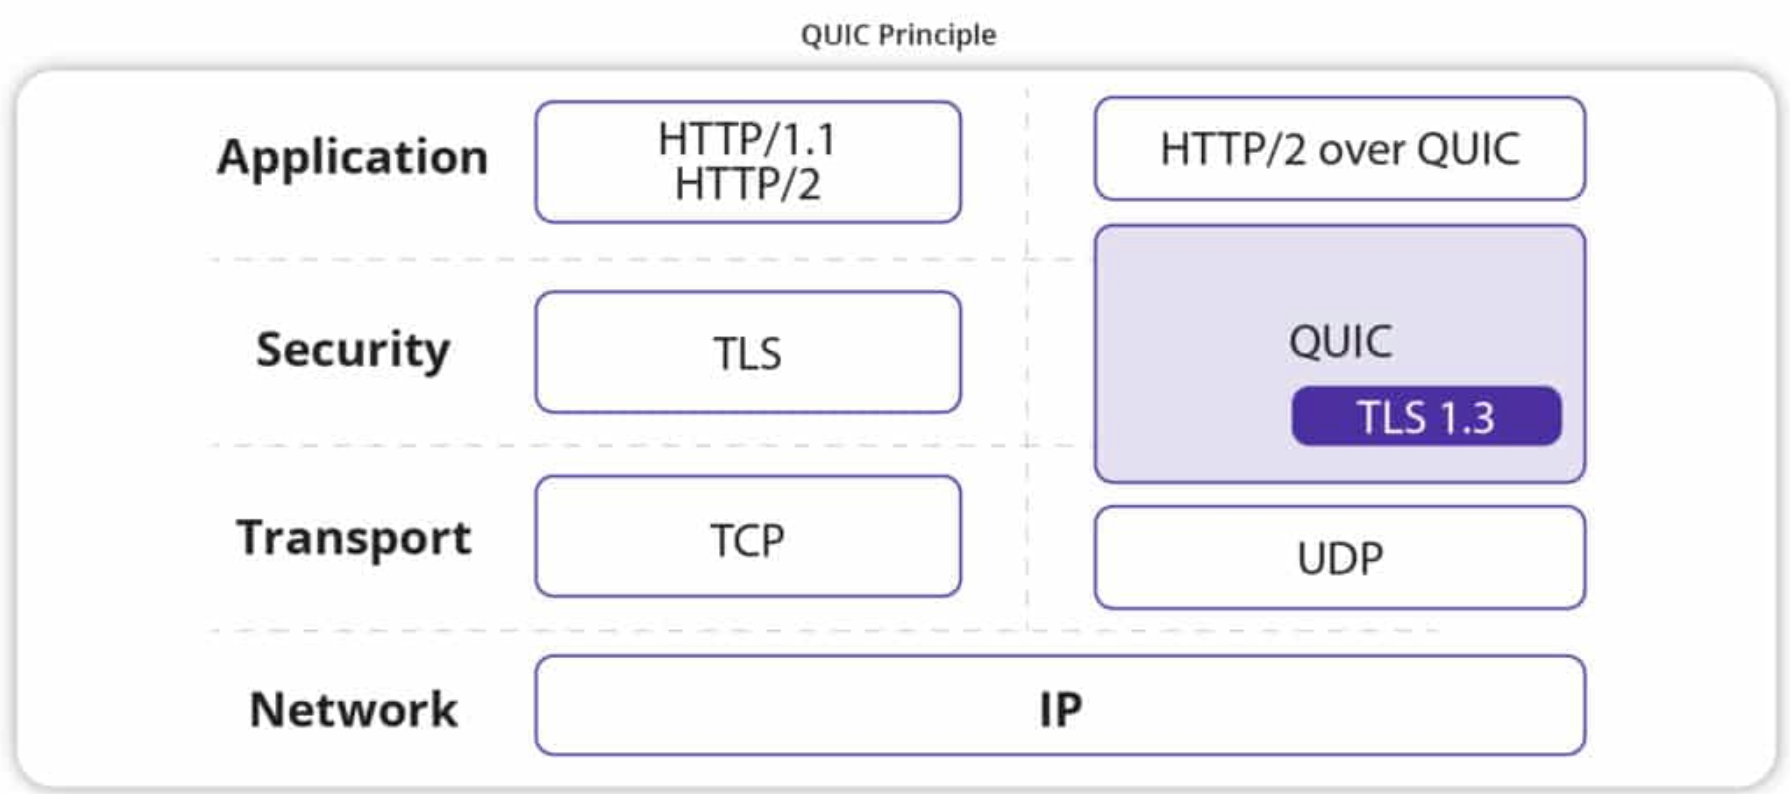 QUIC Principle
Application
HTTP/1.1
HTTP/2
HTTP/2 over QUIC
Security
TLS
QUIC
TLS 1.3
Transport
TCP
UDP
Network
IP